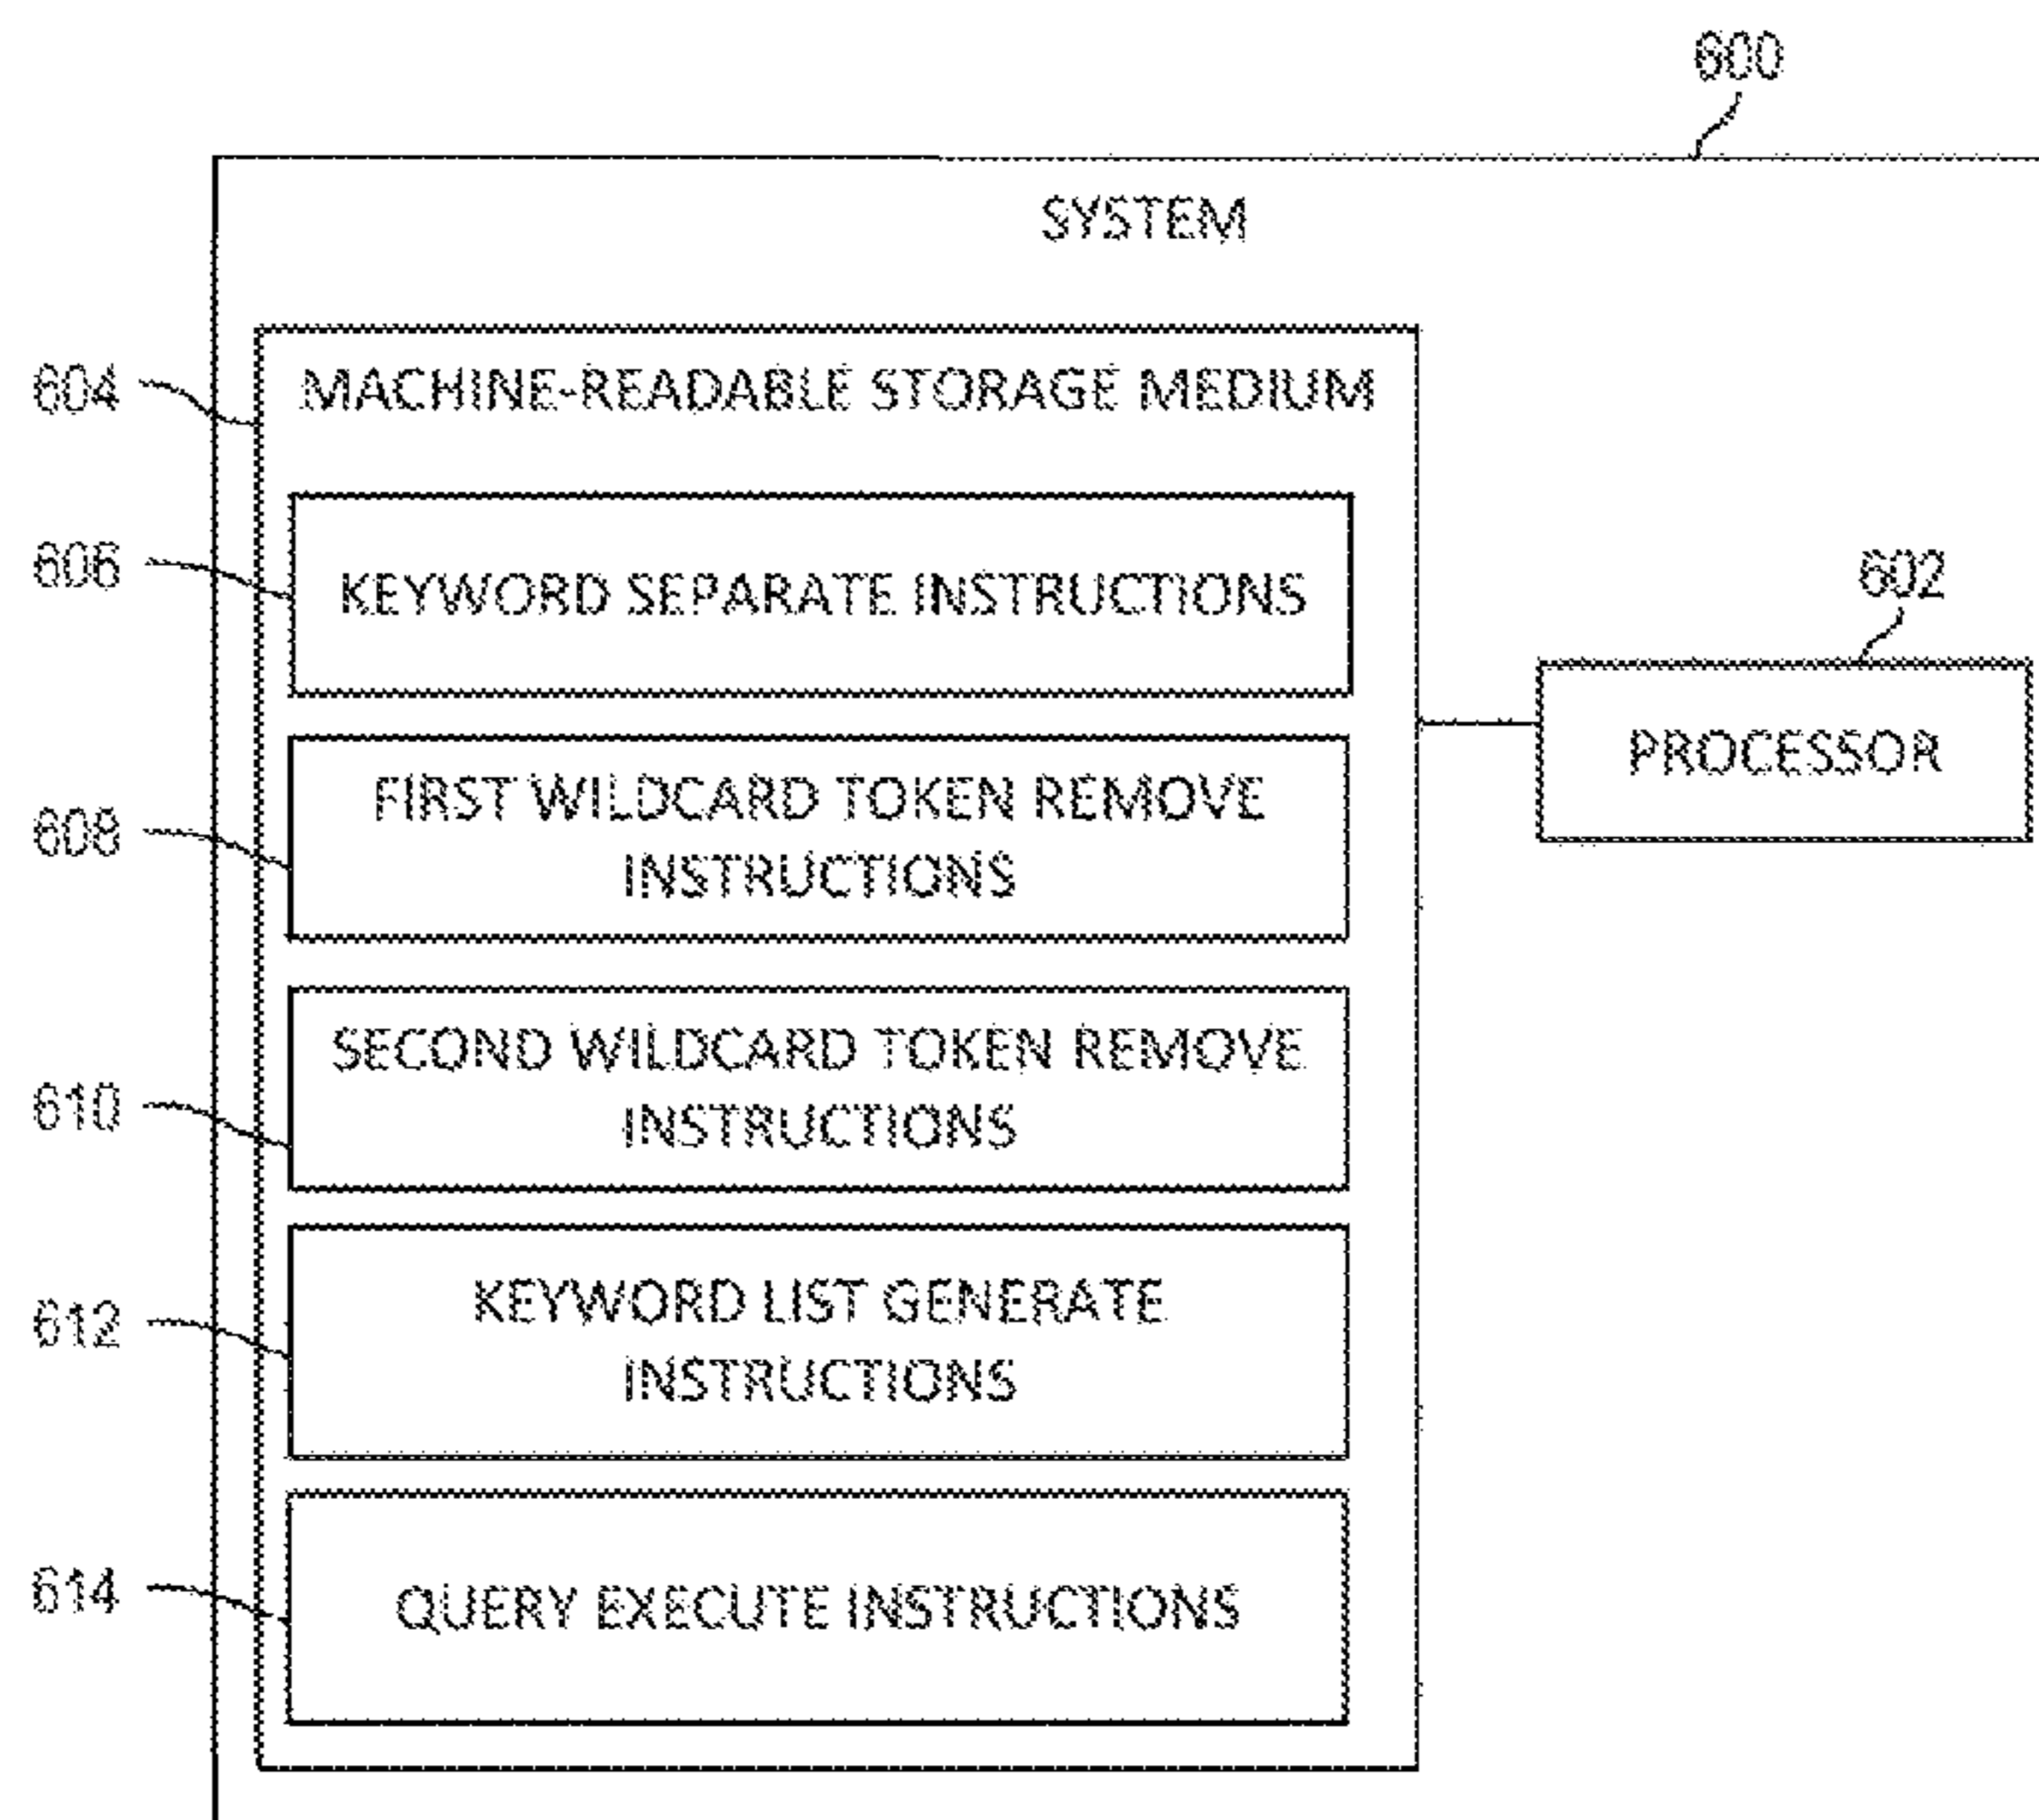 600
SYSTEM
604
MACHINE-READABLE STORAGE MEDIUM
606
KEYWORD SEPARATE INSTRUCTIONS
602
PROCESSOR
608
FIRST WILDCARD TOKEN REMOVE
INSTRUCTIONS
610
SECOND WILDCARD TOKEN REMOVE
INSTRUCTIONS
612
KEYWORD LIST GENERATE
INSTRUCTIONS
614
QUERY EXECUTE INSTRUCTIONS